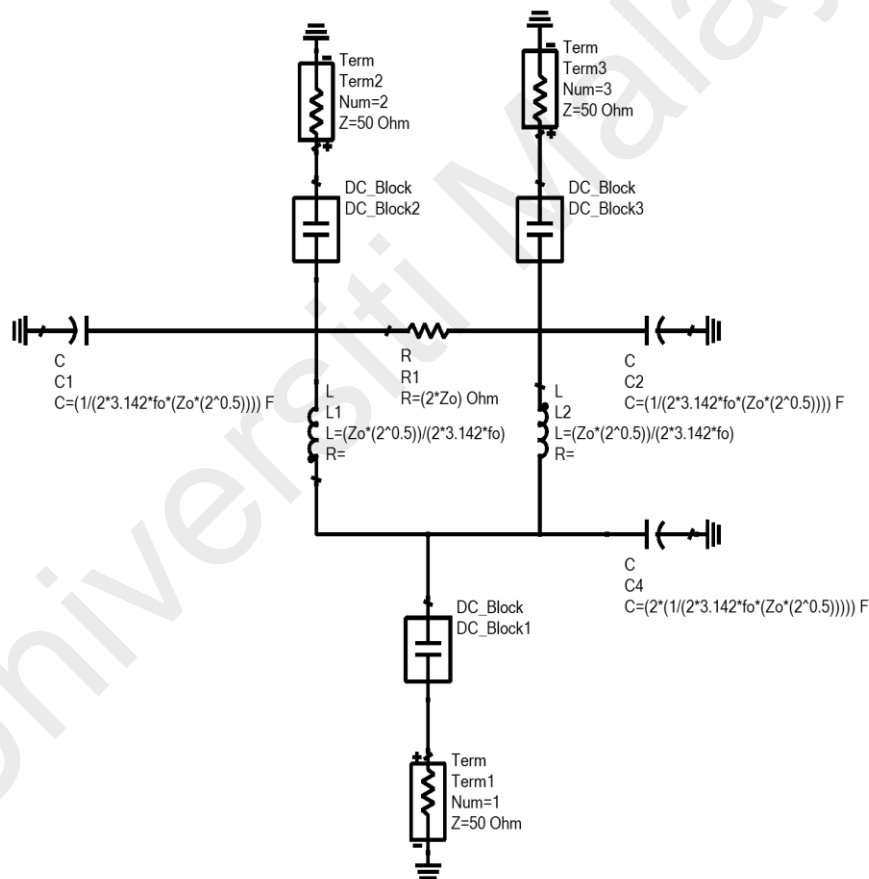 Term
Term2
Num=2
Z=50 Ohm
Term
Term3
Num=3
Z=50 Ohm
DC_Block
DC_Block2
DC_Block
DC_Block3
C
C1
C=(1/(2*3.142*fo*(Zo*(2^0.5)))) F
R
R1
R=(2*Zo) Ohm
C
C2
C=(1/(2*3.142*fo*(Zo*(2^0.5)))) F
L
L1
L=(Zo*(2^0.5))/(2*3.142*fo)
R=
L
L2
L=(Zo*(2^0.5))/(2*3.142*fo)
R=
C
C4
C=(2*(1/(2*3.142*fo*(Zo*(2^0.5))))) F
DC_Block
DC_Block1
Term
Term1
Num=1
Z=50 Ohm
Universiti Malay